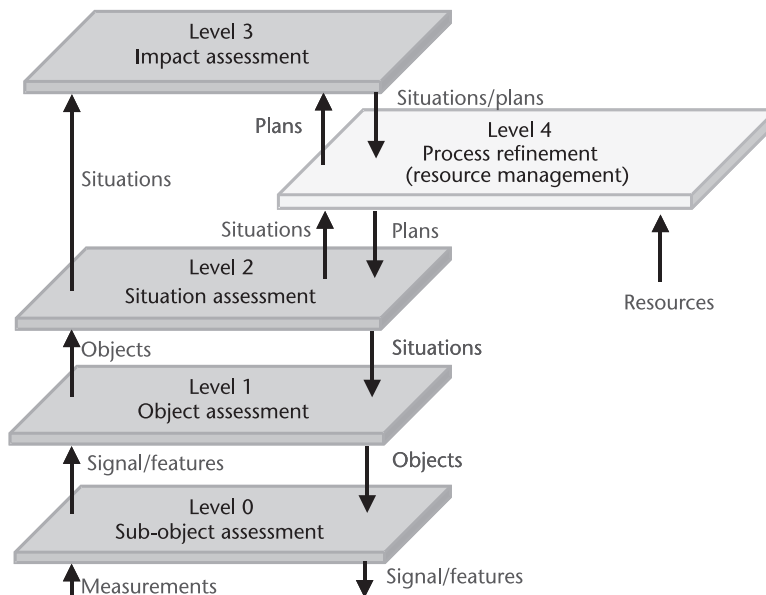 Level 3
Impact assessment
Situations/plans
Plans
Level 4
Process refinement
(resource management)
Situations
Situations
Plans
Level 2
Situation assessment
Resources
Objects
Situations
Level 1
Object assessment
Signal/features
Objects
Level 0
Sub-object assessment
Measurements
Signal/features